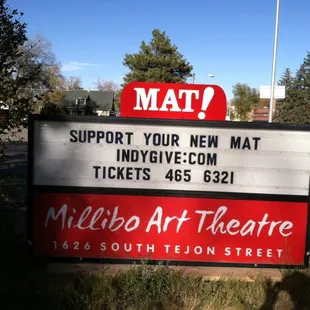 MAT!
SUPPORT YOUR NEW MAT
INDYGIVE:COM
TICKETS 465 6321
Millibo Art Theatre
1626 SOUTH TEJON STREET